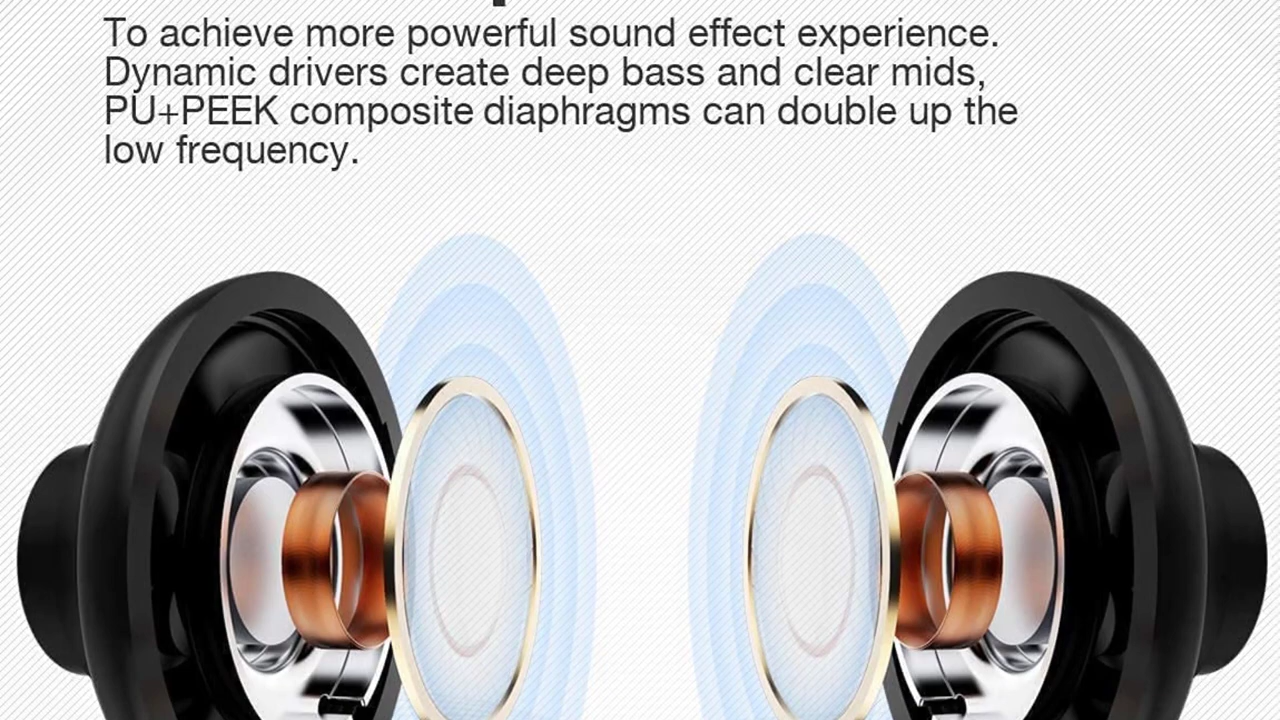 To achieve more powerful sound effect experience.
Dynamic drivers create deep bass and clear mids,
PU+PEEK composite diaphragms can double up the
low frequency.